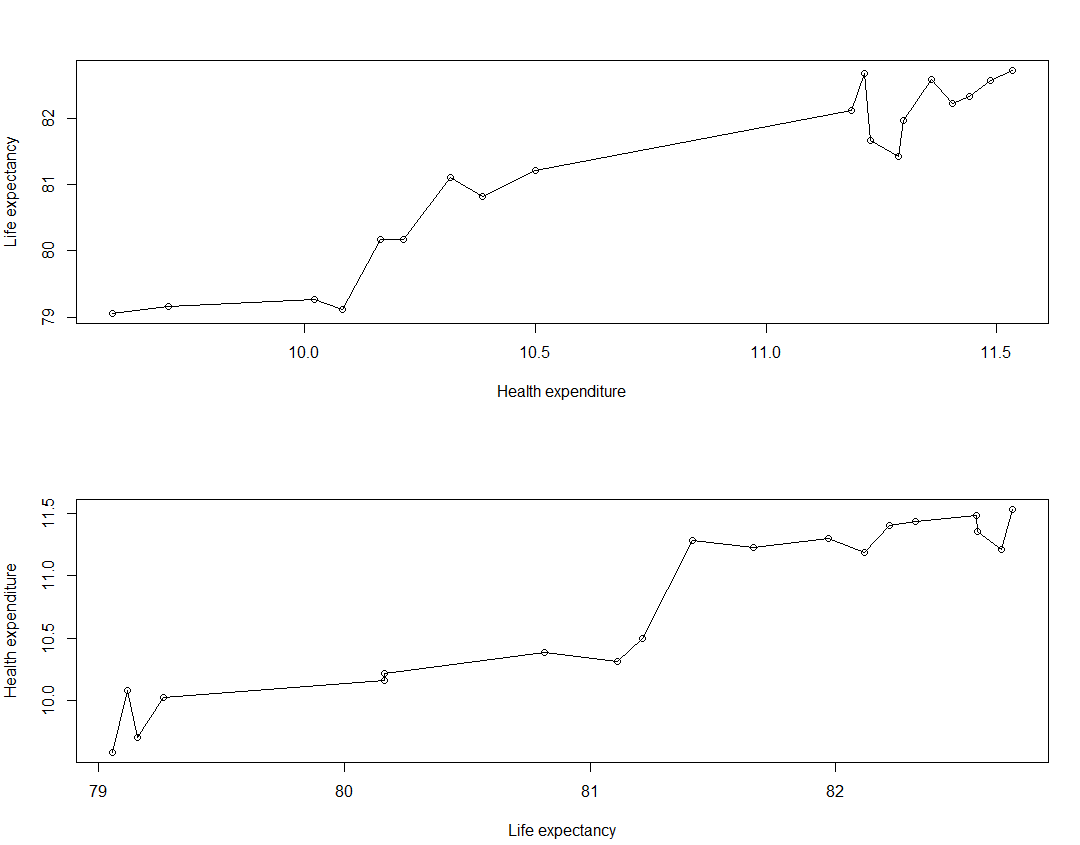 82
81
80
79
Life expectancy
10.0 10.5 11.0 11.5
Health expenditure
11.5
11.0
10.5
10.0
Health expenditure
79 80 81 82
Life expectancy